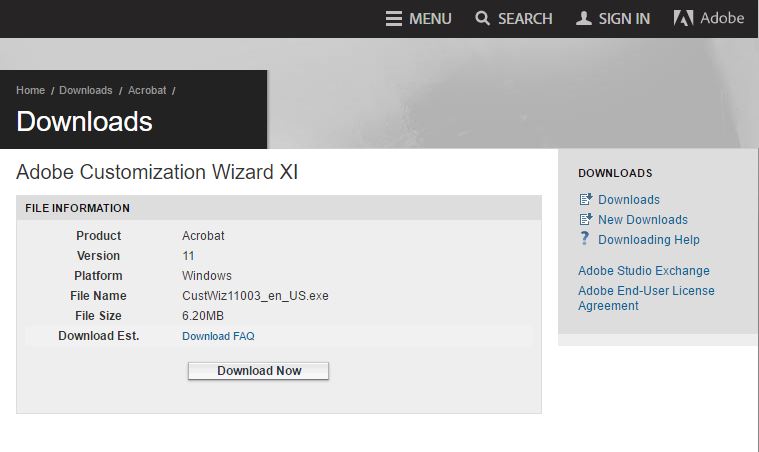 MENU SEARCH SIGN IN Adobe
Home / Downloads / Acrobat /
Downloads
Adobe Customization Wizard XI
FILE INFORMATION
Product Acrobat
Version 11
Platform Windows
File Name CustWiz11003_en_US.exe
File Size 6.20MB
Download Est. Download FAQ
Download Now
DOWNLOADS
Downloads
New Downloads
? Downloading Help
Adobe Studio Exchange
Adobe End-User License
Agreement